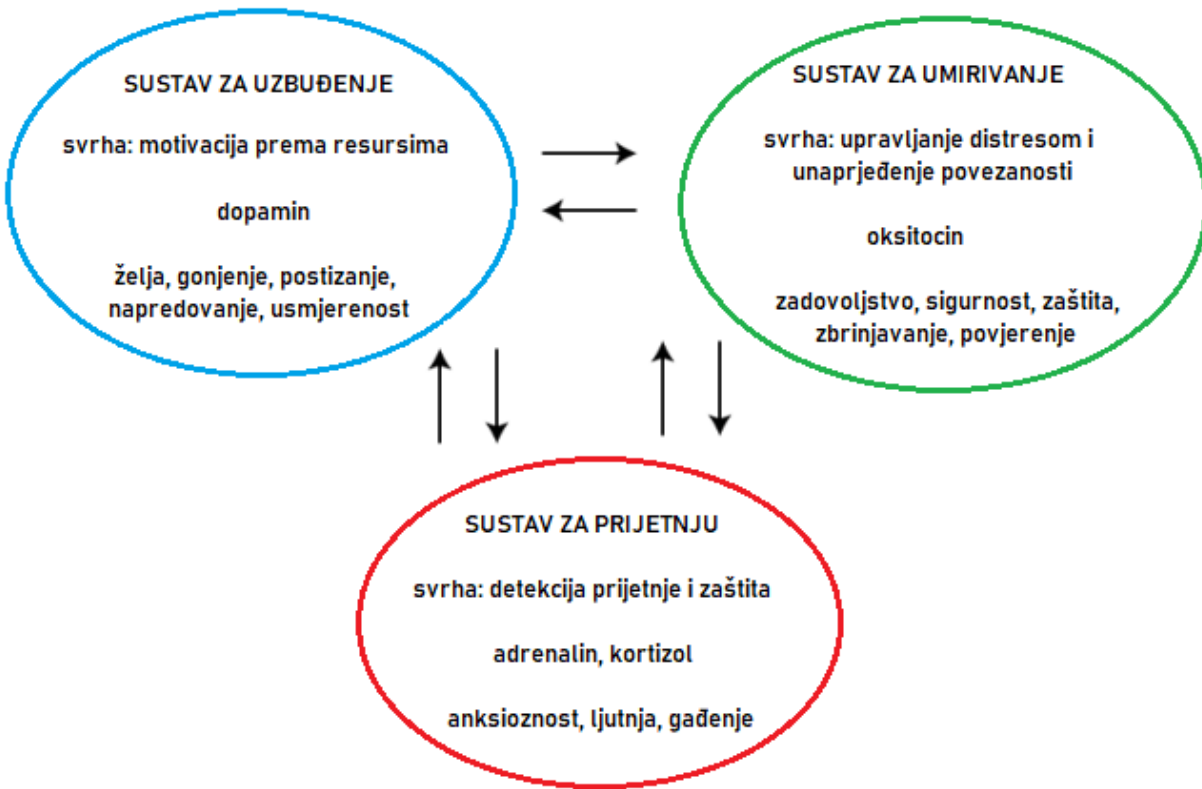 SUSTAV ZA UZBUĐENJE
svrha: motivacija prema resursima
dopamin
želja, gonjenje, postizanje,
napredovanje, usmjerenost
SUSTAV ZA UMIRIVANJE
svrha: upravljanje distresom i
unaprjeđenje povezanosti
oksitocin
zadovoljstvo, sigurnost, zaštita,
zbrinjavanje, povjerenje
SUSTAV ZA PRIJETNJU
svrha: detekcija prijetnje i zaštita
adrenalin, kortizol
anksioznost, ljutnja, gađenje